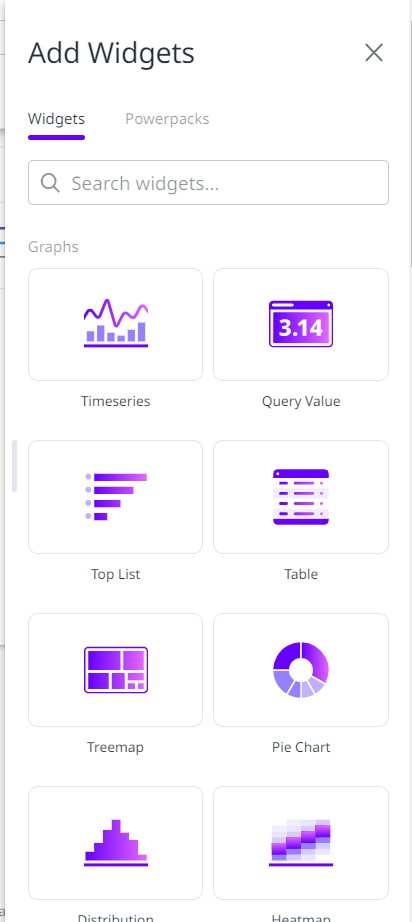 Add Widgets
Widgets
Powerpacks
Search widgets...
Graphs
3.14
Timeseries
Query Value
Top List
Table
Treemap
Pie Chart
Distribution
Heatmap